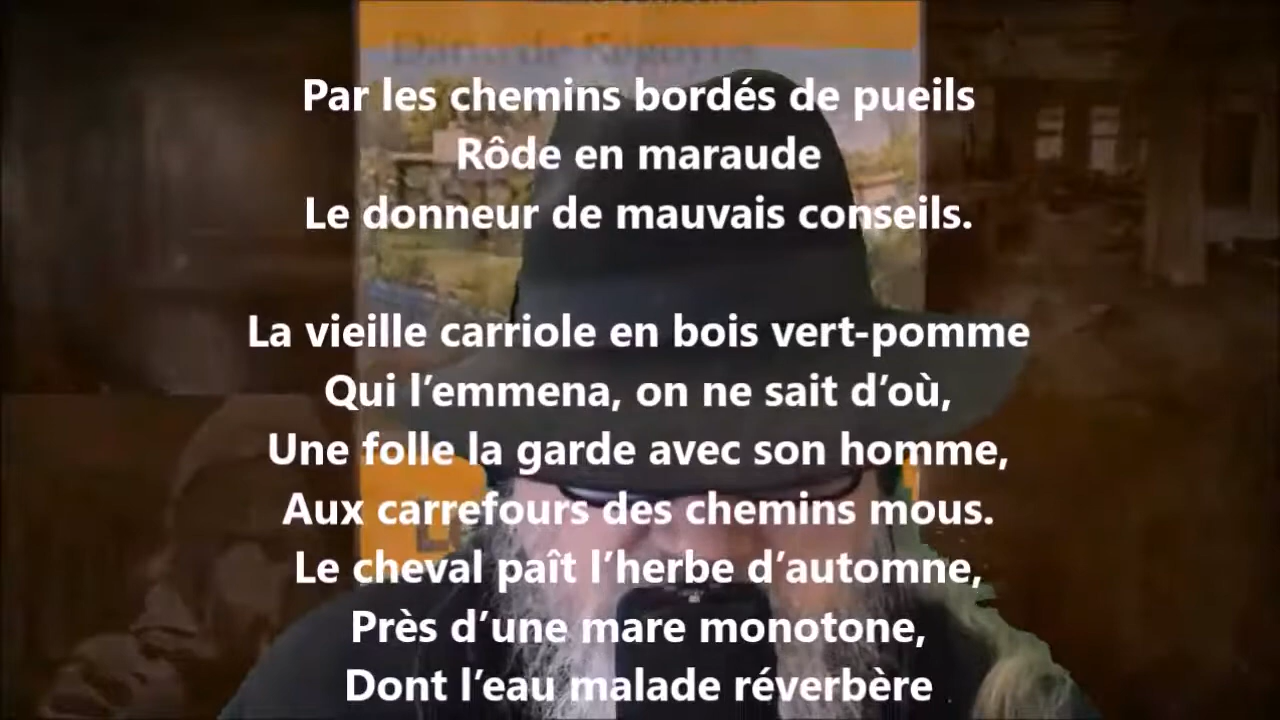 Par les chemins bordés de pueils
Rôde en maraude
Le donneur de mauvais conseils.
La vieille carriole en bois vert-pomme
Qui l’emmena, on ne sait d’où,
Une folle la garde avec son homme,
Aux carrefours des chemins mous.
Le cheval paît l’herbe d’automne,
Près d’une mare monotone,
Dont l’eau malade réverbère